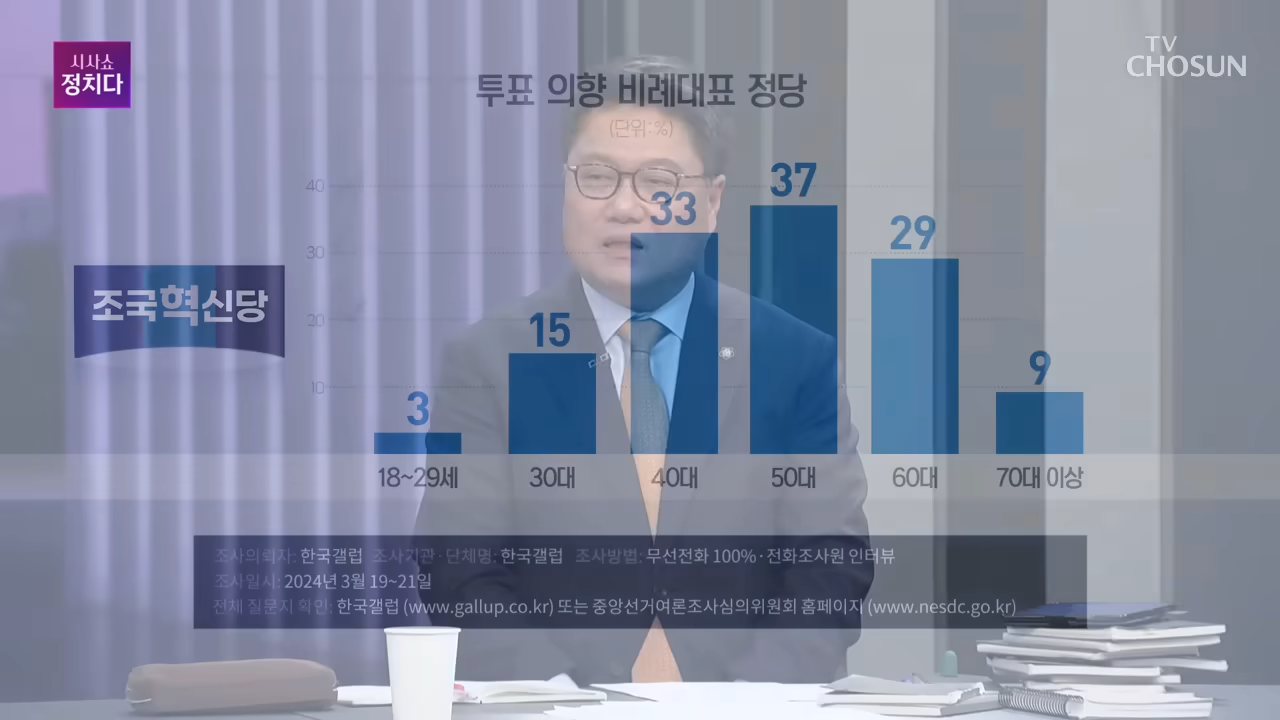 시사쇼
정치다
TV
CHOSUN
투표 의향 비례대표 정당
(단위:%)
40
30
20
10
조국혁신당
3
15
33
37
29
9
18~29세
30대
40대
50대
60대
70대 이상
조사의뢰자: 한국갤럽 조사기관·단체명: 한국갤럽 조사방법: 무선전화 100%·전화조사원 인터뷰
조사일시: 2024년 3월 19~21일
전체 질문지 확인: 한국갤럽 (www.gallup.co.kr) 또는 중앙선거여론조사심의위원회 홈페이지 (www.nesdc.go.kr)